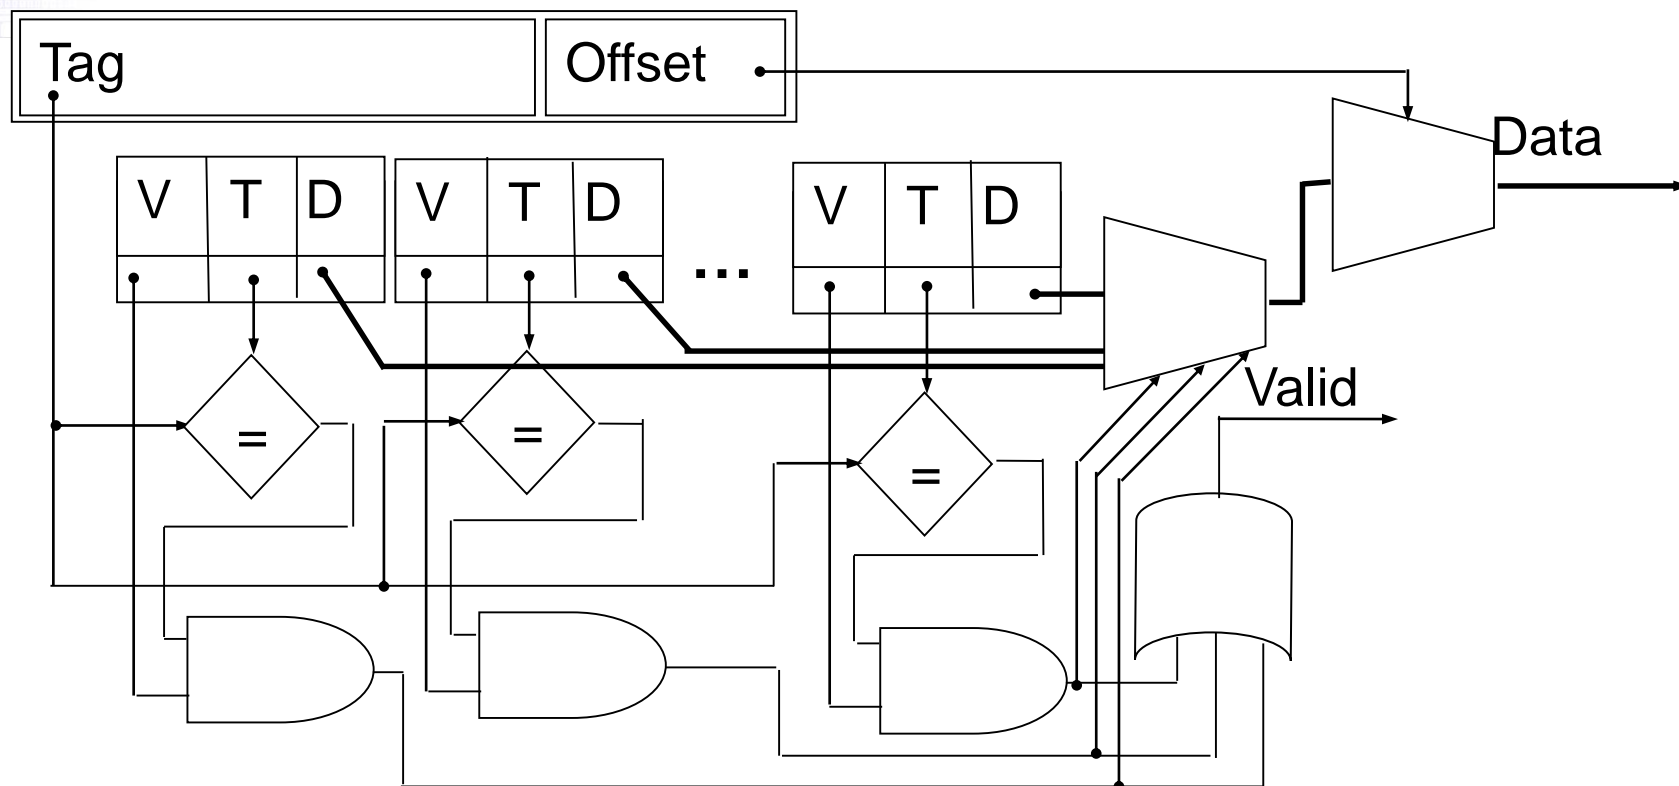 Tag Offset
Data
V T D V T D ... V T D
Valid
= = =